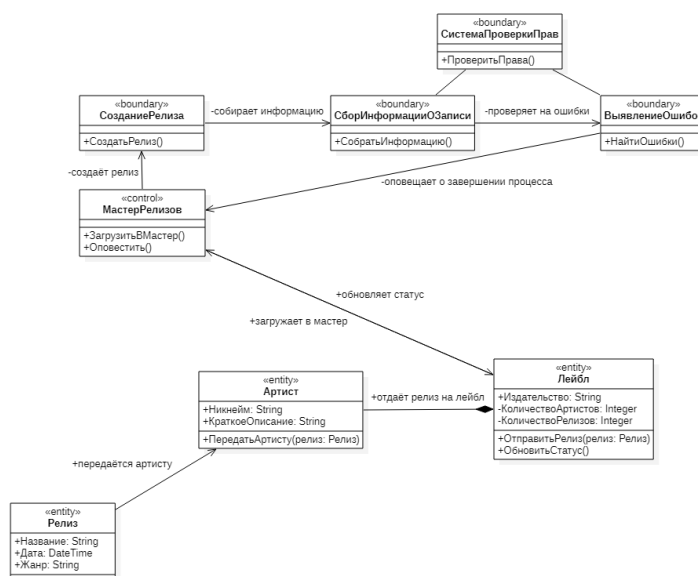 «boundary»
СистемаПроверкиПрав
+ПроверитьПрава()
«boundary»
СозданиеРелиза
+СоздатьРелиз()
-собирает информацию
«boundary»
СборИнформацииОЗаписи
+СобратьИнформацию()
-проверяет на ошибки
«boundary»
ВыявлениеОшибо
+НайтиОшибки()
-создаёт релиз
-оповещает о завершении процесса
«control»
МастерРелизов
+ЗагрузитьВМастер()
+Оповестить()
+обновляет статус
+загружает в мастер
«entity»
Артист
+Никнейм: String
+КраткоеОписание: String
+ПередатьАртисту(релиз: Релиз)
+отдаёт релиз на лейбл
«entity»
Лейбл
+Издательство: String
-КоличествоАртистов: Integer
-КоличествоРелизов: Integer
+ОтправитьРелиз(релиз: Релиз)
+ОбновитьСтатус()
+передаётся артисту
«entity»
Релиз
+Название: String
+Дата: DateTime
+Жанр: String